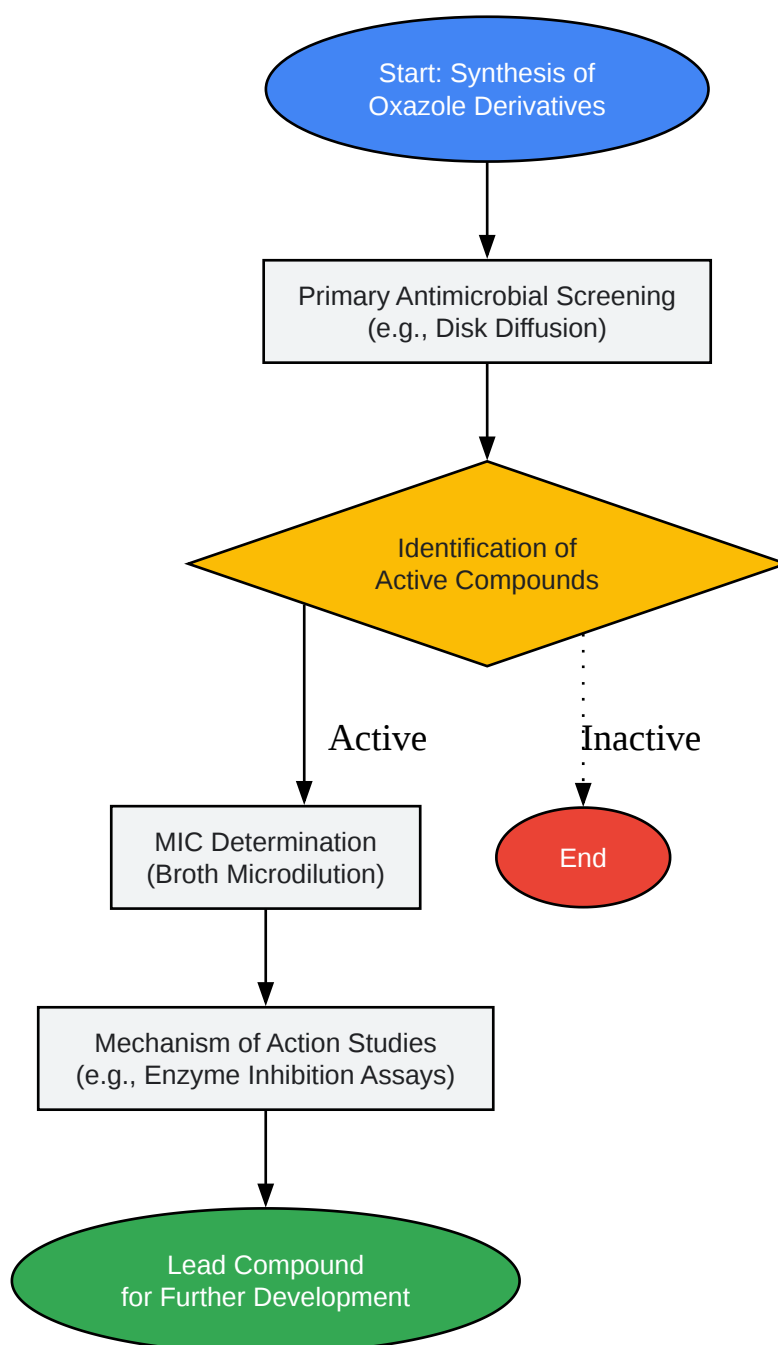 Start: Synthesis of
Oxazole Derivatives
Primary Antimicrobial Screening
(e.g., Disk Diffusion)
Identification of
Active Compounds
Active
Inactive
MIC Determination
(Broth Microdilution)
End
Mechanism of Action Studies
(e.g., Enzyme Inhibition Assays)
Lead Compound
for Further Development